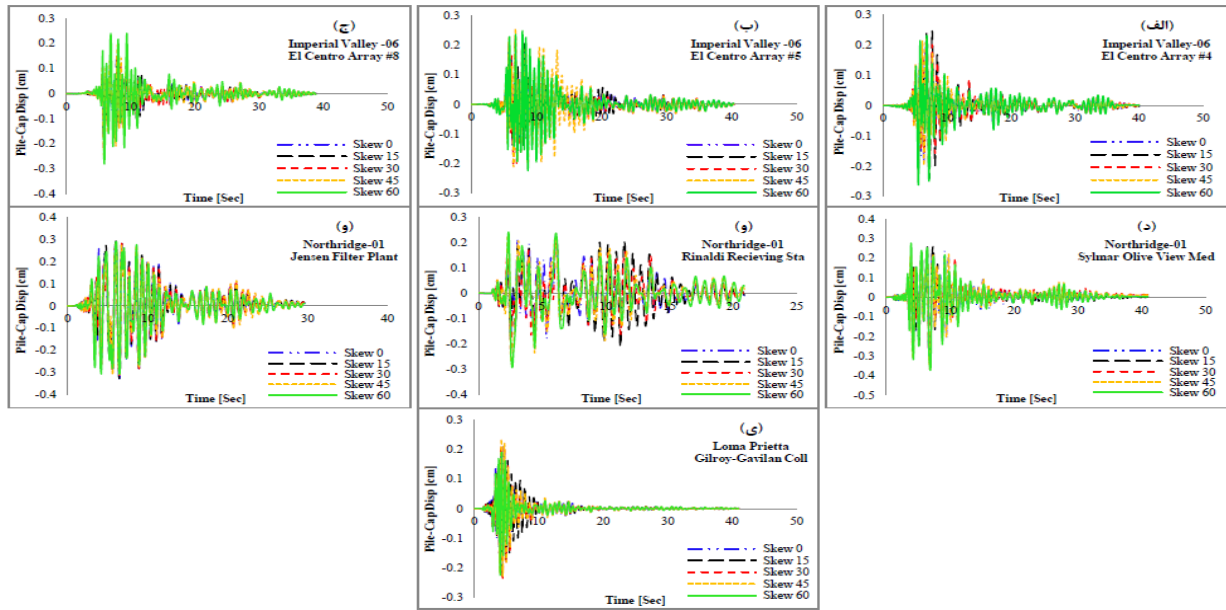 (ج)
Imperial Valley -06
El Centro Array #8
Pile-Cap Disp [cm]
0.3
0.2
0.1
0
-0.1
-0.2
-0.3
-0.4
0 10 20 30 40 50
Skew 0
Skew 15
Skew 30
Skew 45
Skew 60
Time [Sec]
(ب)
Imperial Valley -06
El Centro Array #5
Pile-Cap Disp [cm]
0.3
0.2
0.1
0
-0.1
-0.2
-0.3
0 10 20 30 40 50
Skew 0
Skew 15
Skew 30
Skew 45
Skew 60
Time [Sec]
(الف)
Imperial Valley -06
El Centro Array #4
Pile-Cap Disp [cm]
0.3
0.2
0.1
0
-0.1
-0.2
-0.3
0 10 20 30 40 50
Skew 0
Skew 15
Skew 30
Skew 45
Skew 60
Time [Sec]
(و)
Northridge-01
Jensen Filter Plant
Pile-Cap Disp [cm]
0.4
0.3
0.2
0.1
0
-0.1
-0.2
-0.3
-0.4
0 10 20 30 40
Skew 0
Skew 15
Skew 30
Skew 45
Skew 60
Time [Sec]
(و)
Northridge-01
Rinaldi Recieving Sta
Pile-Cap Disp [cm]
0.4
0.3
0.2
0.1
0
-0.1
-0.2
-0.3
-0.4
0 5 10 15 20 25
Skew 0
Skew 15
Skew 30
Skew 45
Skew 60
Time [Sec]
(د)
Northridge-01
Sylmar Olive View Med
Pile-Cap Disp [cm]
0.4
0.3
0.2
0.1
0
-0.1
-0.2
-0.3
-0.4
-0.5
0 10 20 30 40 50
Skew 0
Skew 15
Skew 30
Skew 45
Skew 60
Time [Sec]
(ی)
Loma Prietta
Gilroy-Gavilan Coll
Pile-Cap Disp [cm]
0.3
0.2
0.1
0
-0.1
-0.2
-0.3
0 10 20 30 40 50
Skew 0
Skew 15
Skew 30
Skew 45
Skew 60
Time [Sec]